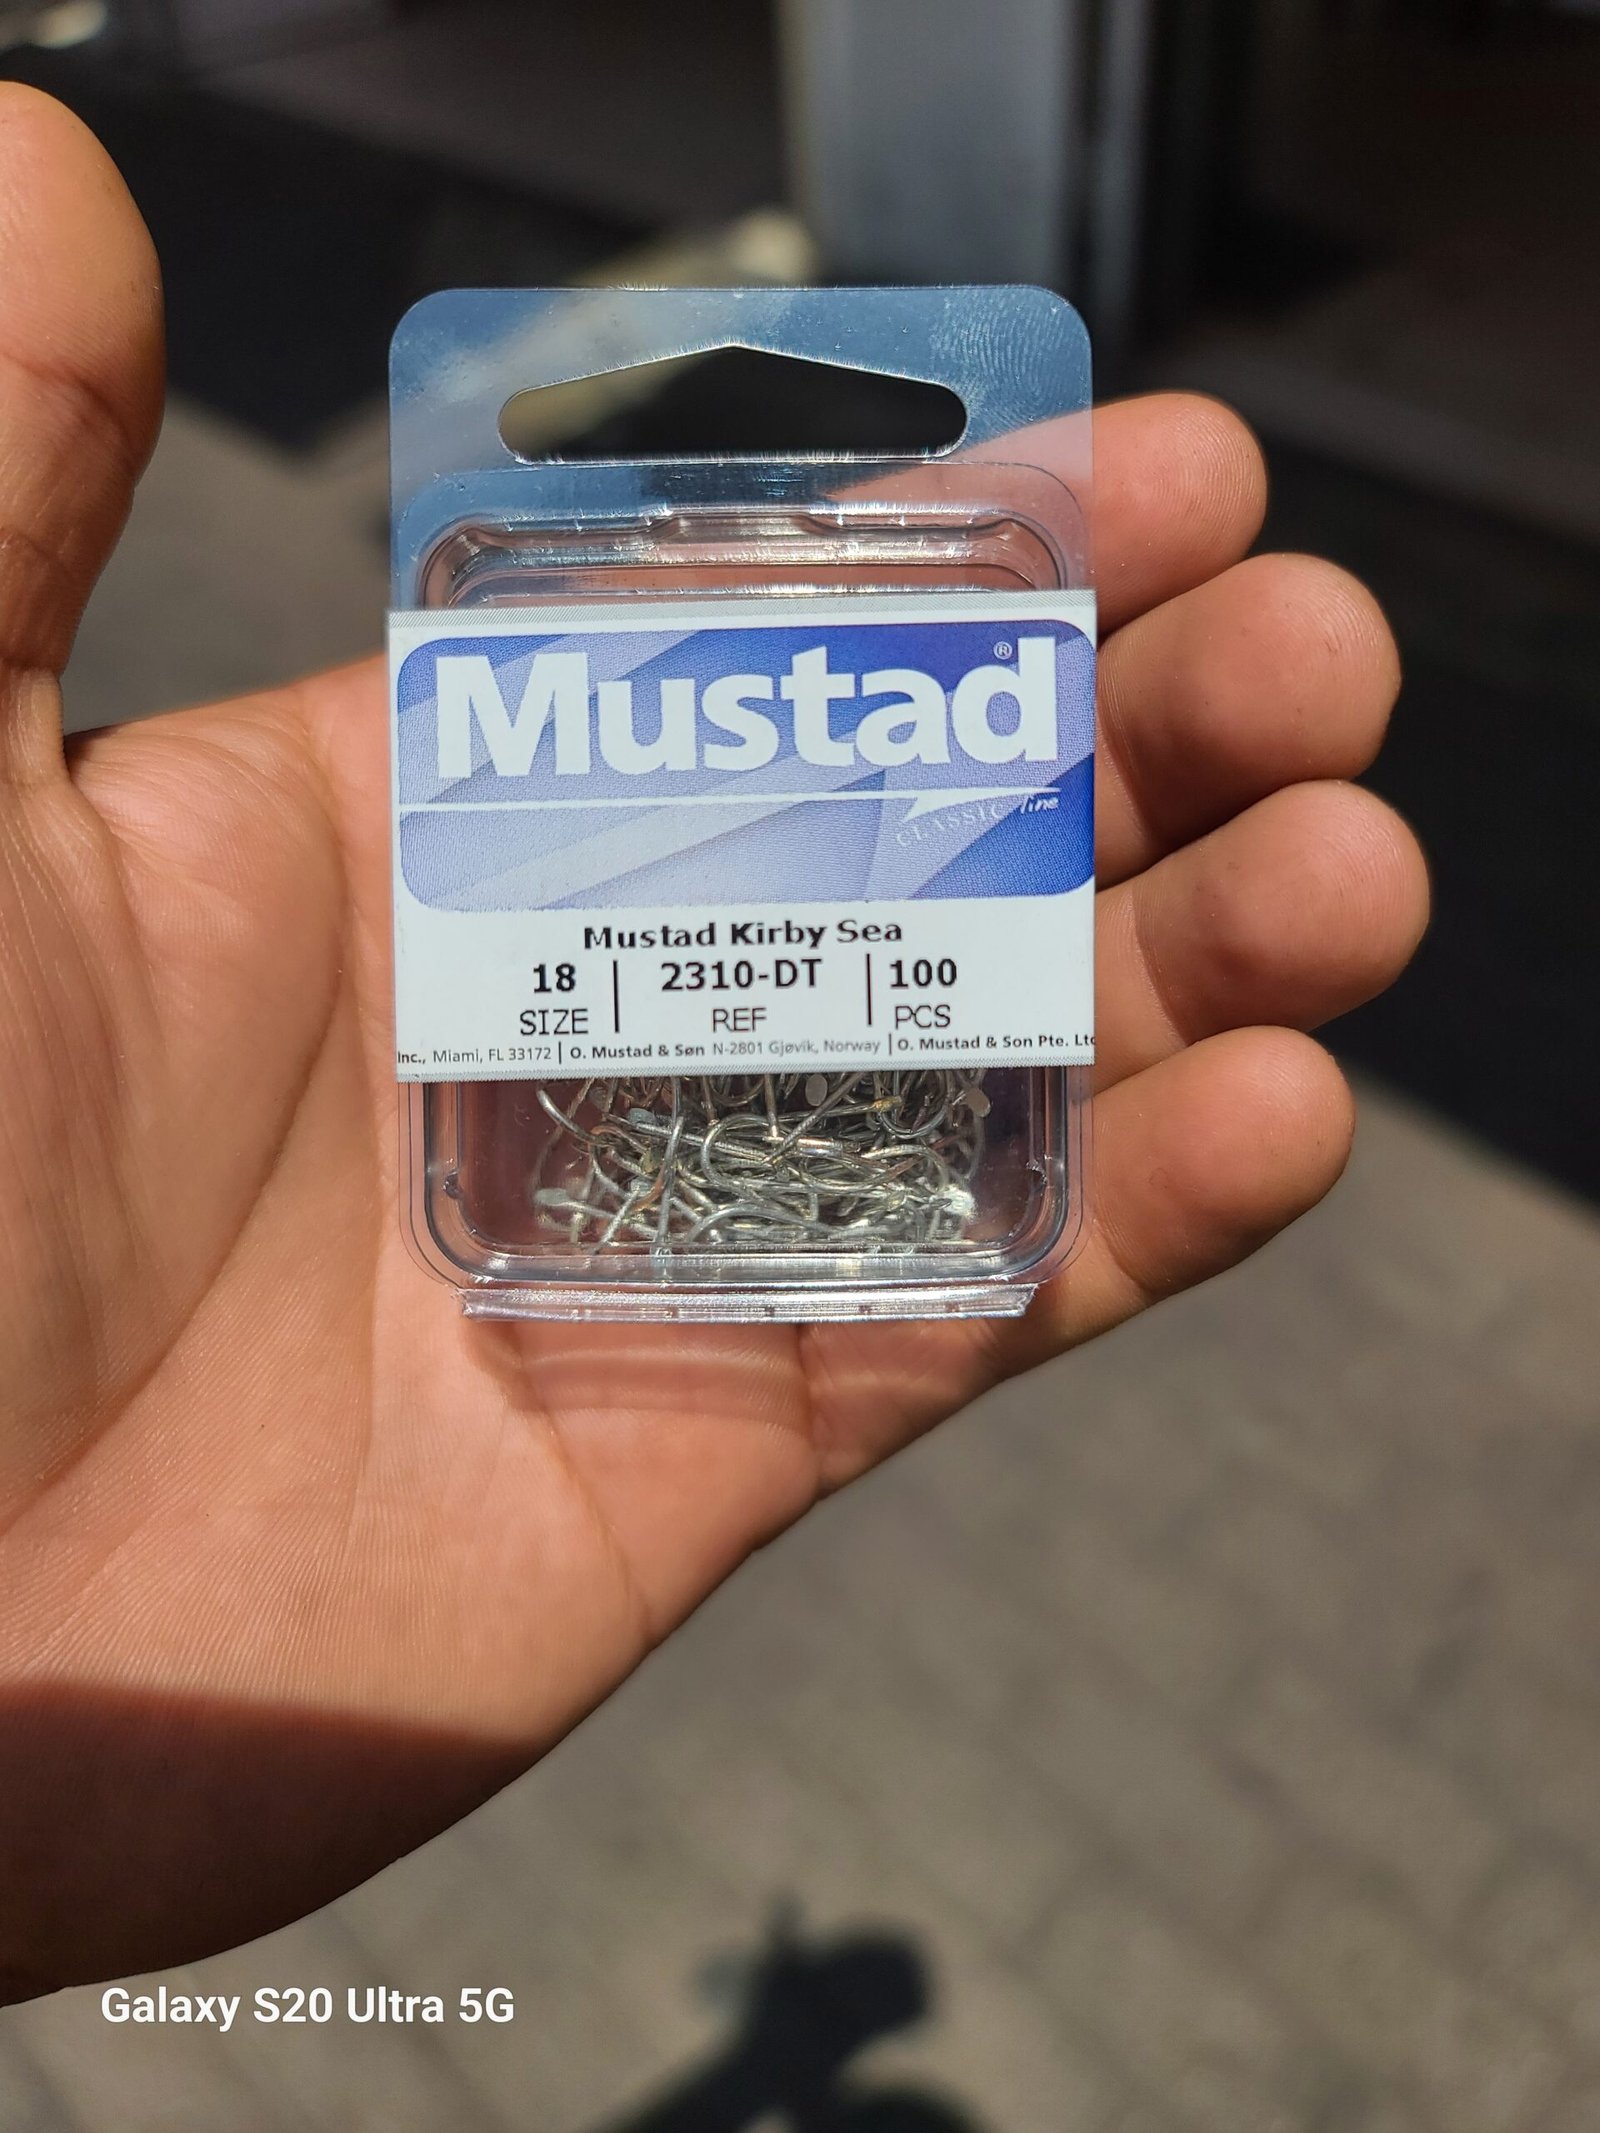 Mustad®
CLASSIC line
Mustad Kirby Sea
18 | 2310-DT | 100
SIZE | REF | PCS
Inc., Miami, FL 33172 | O. Mustad & Søn N-2801 Gjøvik, Norway | O. Mustad & Son Pte. Ltd
Galaxy S20 Ultra 5G